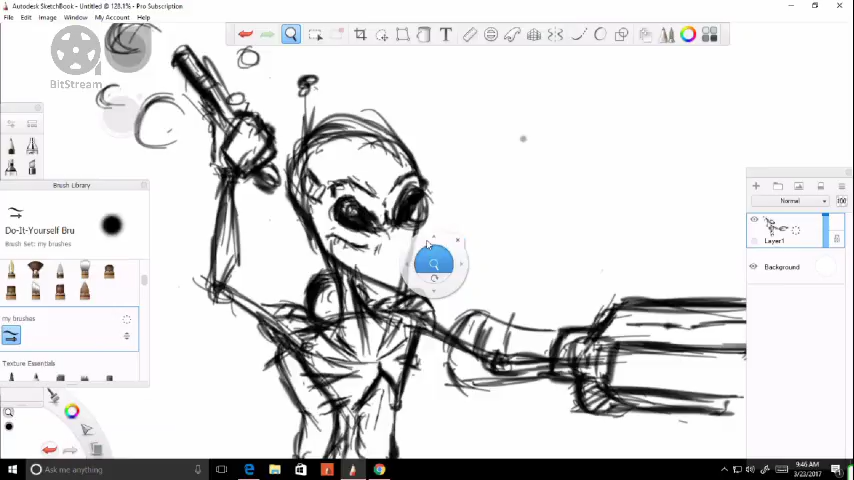 Autodesk SketchBook - Untitled @ 128.1% - Pro Subscription
File Edit Image Window My Account Help
BitStream
T
Brush Library
Do-It-Yourself Bru
Brush Set: my brushes
my brushes
Texture Essentials
Normal
100
Layer1
Background
Ask me anything
9:46 AM
3/23/2017